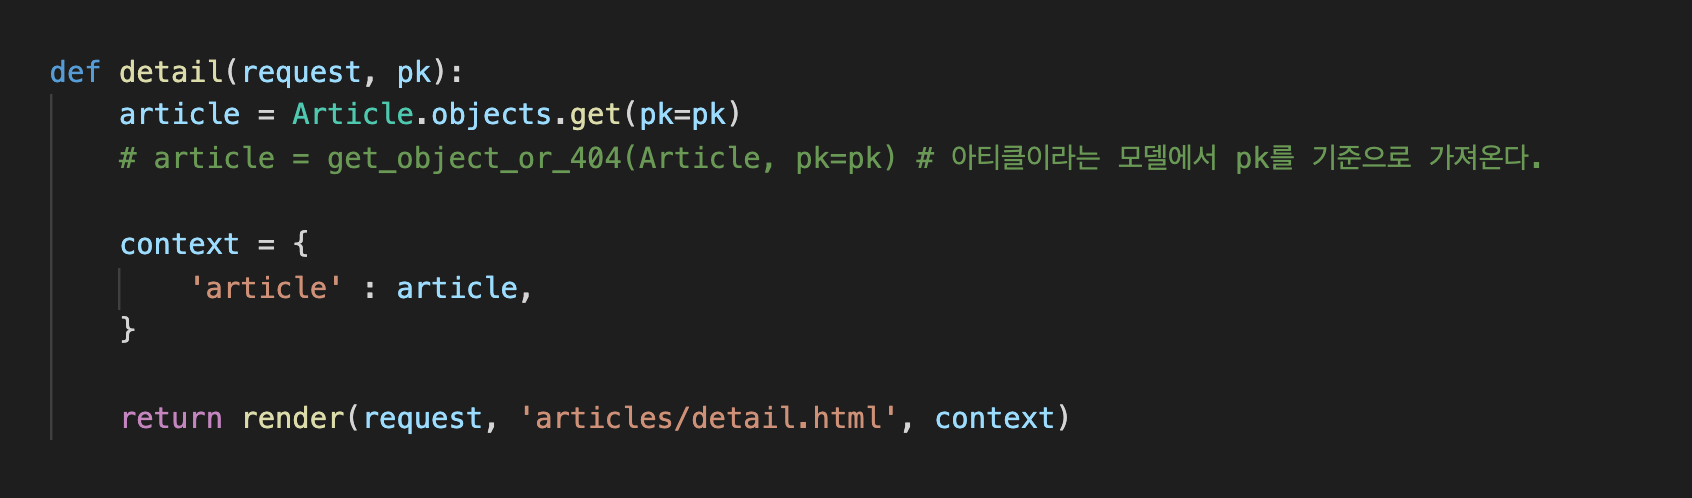 def detail(request, pk):
    article = Article.objects.get(pk=pk)
    # article = get_object_or_404(Article, pk=pk) # 아티클이라는 모델에서 pk를 기준으로 가져온다.
    context = {
        'article' : article,
    }
    return render(request, 'articles/detail.html', context)